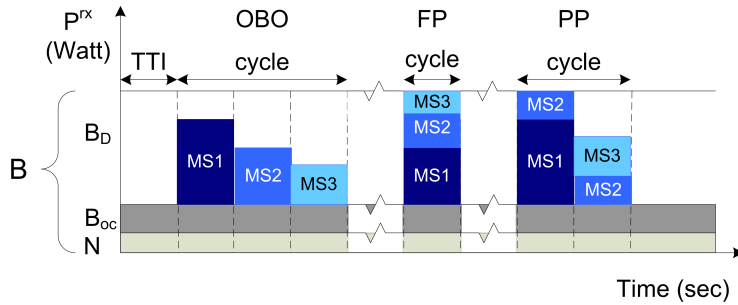 P^rx OBO FP PP
(Watt)
TTI cycle cycle cycle
MS3 MS2
MS2
B_D
B MS1 MS2 MS3 MS1 MS1 MS3
MS2
B_oc
N
Time (sec)